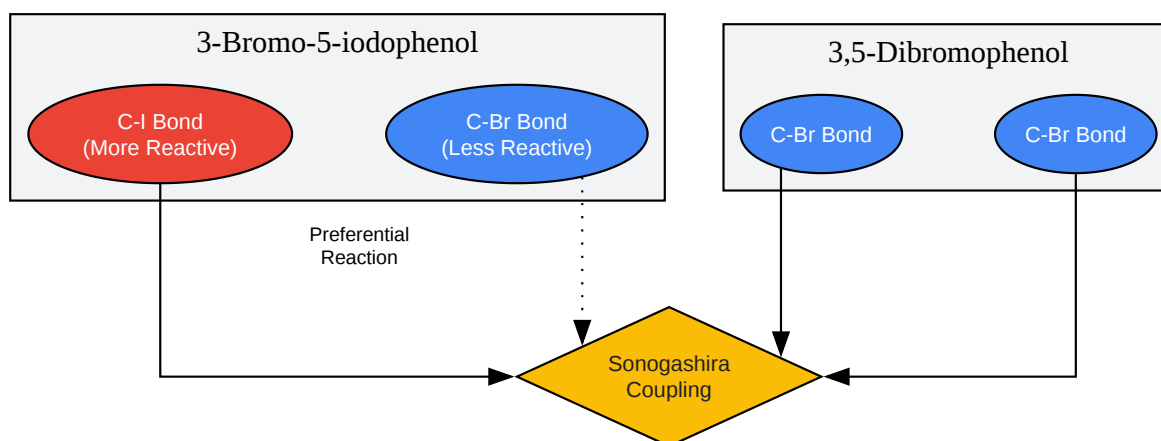 3-Bromo-5-iodophenol
C-I Bond
(More Reactive)
C-Br Bond
(Less Reactive)
3,5-Dibromophenol
C-Br Bond
C-Br Bond
Preferential
Reaction
Sonogashira
Coupling